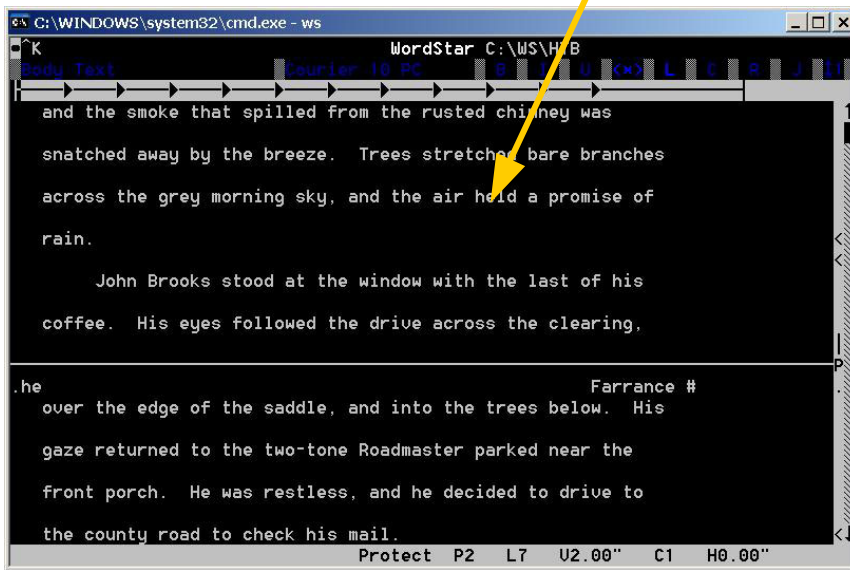 C:\WINDOWS\system32\cmd.exe - ws
^K WordStar C:\WS\HTB
Body Text Courier 10 PC B I U <*> L C R J
and the smoke that spilled from the rusted chimney was
snatched away by the breeze.  Trees stretched bare branches
across the grey morning sky, and the air held a promise of
rain.
John Brooks stood at the window with the last of his
coffee.  His eyes followed the drive across the clearing,
P
.he Farrance #
over the edge of the saddle, and into the trees below.  His
gaze returned to the two-tone Roadmaster parked near the
front porch.  He was restless, and he decided to drive to
the county road to check his mail.
Protect P2 L7 V2.00" C1 H0.00"